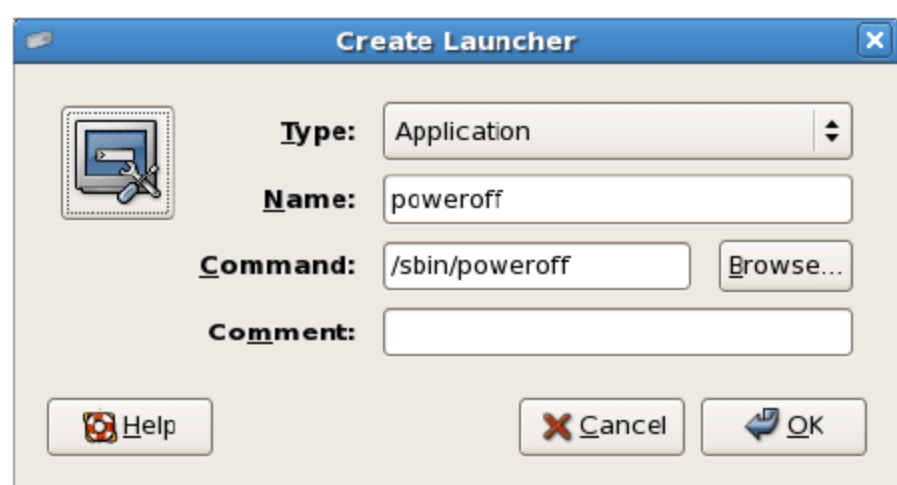 Create Launcher
Type: Application
Name: poweroff
Command: /sbin/poweroff Browse...
Comment:
Help Cancel OK